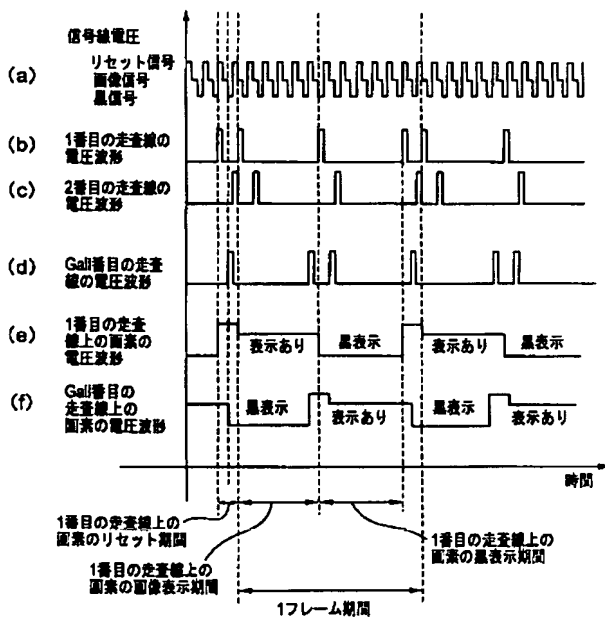 信号線電圧
(a)
リセット信号
画像信号
黒信号
(b)
1番目の走査線の
電圧波形
(c)
2番目の走査線の
電圧波形
(d)
Gali番目の走査
線の電圧波形
(e)
1番目の走査
線上の画素の
電圧波形
表示あり
黒表示
表示あり
黒表示
(f)
Gali番目の
走査線上の
画素の電圧波形
黒表示
表示あり
黒表示
表示あり
時間
1番目の走査線上の
画素のリセット期間
1番目の走査線上の
画素の画像表示期間
1番目の走査線上の
画素の黒表示期間
1フレーム期間